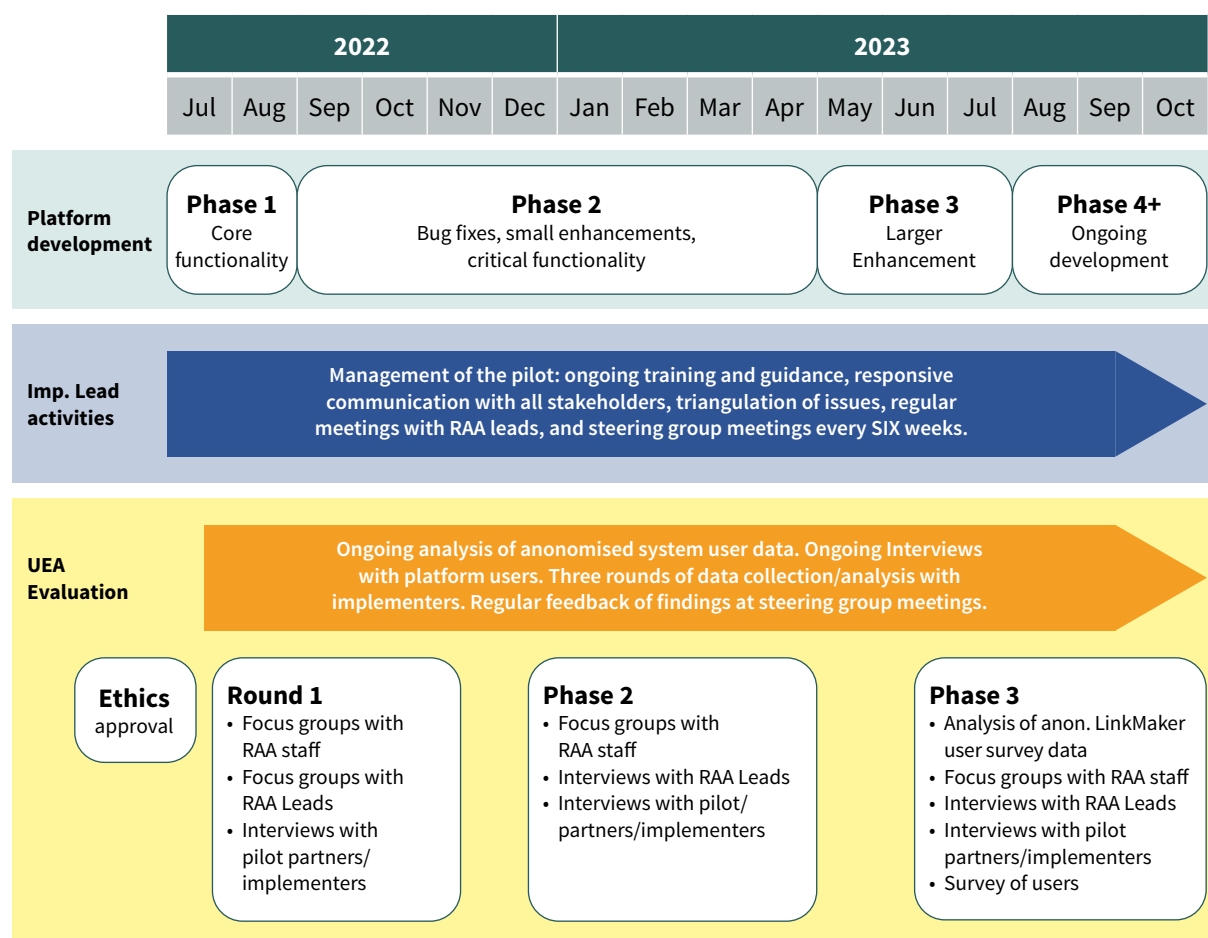 2022 2023
Jul Aug Sep Oct Nov Dec Jan Feb Mar Apr May Jun Jul Aug Sep Oct
Platform
development
Phase 1
Core
functionality
Phase 2
Bug fixes, small enhancements,
critical functionality
Phase 3
Larger
Enhancement
Phase 4+
Ongoing
development
Imp. Lead
activities
Management of the pilot: ongoing training and guidance, responsive
communication with all stakeholders, triangulation of issues, regular
meetings with RAA leads, and steering group meetings every SIX weeks.
UEA
Evaluation
Ongoing analysis of anonomised system user data. Ongoing Interviews
with platform users. Three rounds of data collection/analysis with
implementers. Regular feedback of findings at steering group meetings.
Ethics
approval
Round 1
• Focus groups with
RAA staff
• Focus groups with
RAA Leads
• Interviews with
pilot partners/
implementers
Phase 2
• Focus groups with
RAA staff
• Interviews with RAA Leads
• Interviews with pilot/
partners/implementers
Phase 3
• Analysis of anon. LinkMaker
user survey data
• Focus groups with RAA staff
• Interviews with RAA Leads
• Interviews with pilot
partners/implementers
• Survey of users